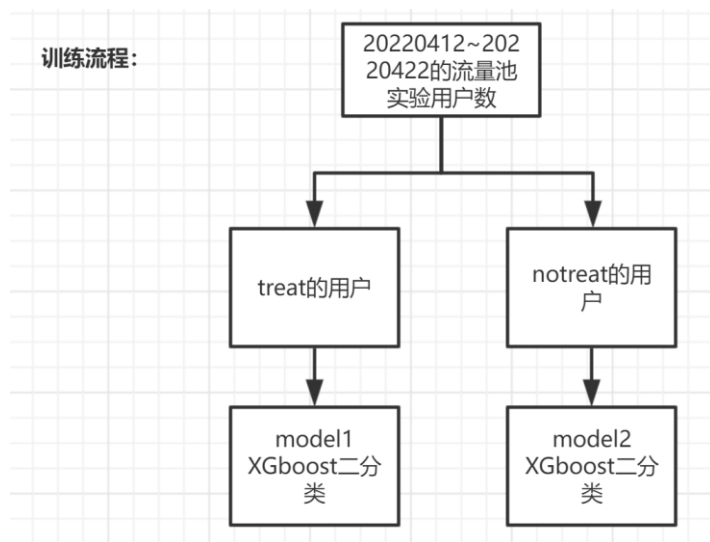 训练流程：
20220412~202
20422的流量池
实验用户数
treat的用户
notreat的用
户
model1
XGboost二分
类
model2
XGboost二分
类